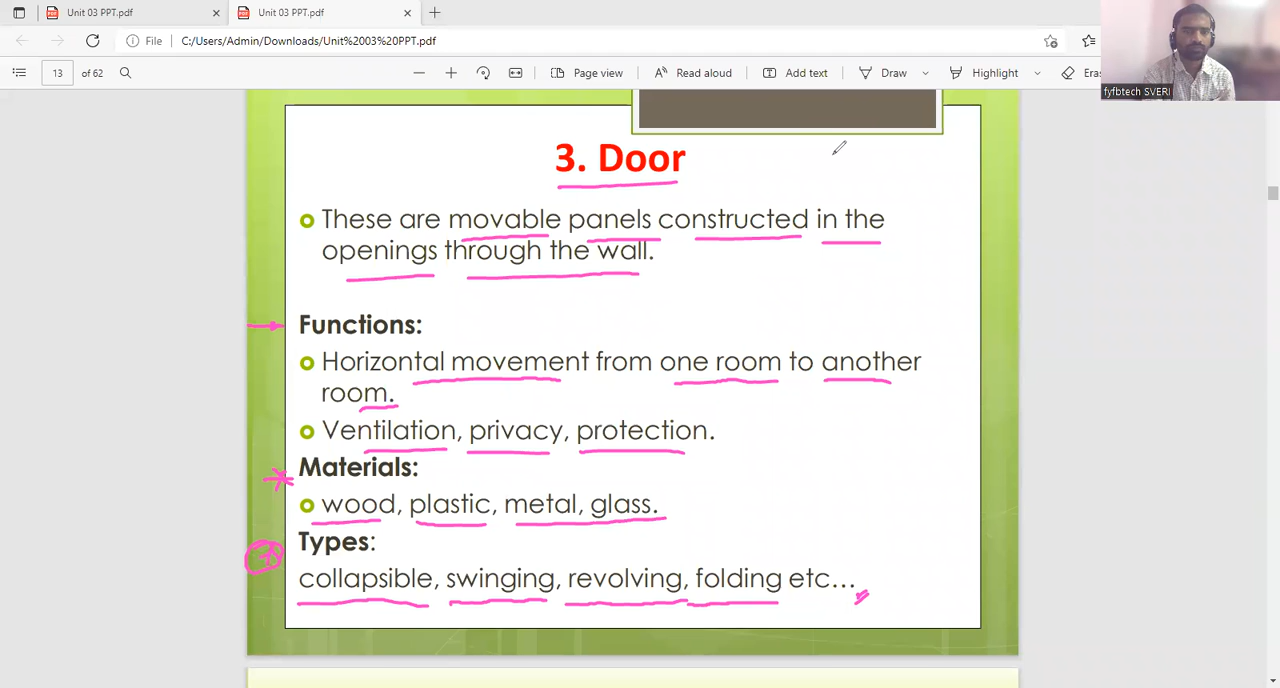 Unit 03 PPT.pdf
Unit 03 PPT.pdf
File
C:/Users/Admin/Downloads/Unit%2003%20PPT.pdf
13 of 62
Page view
Read aloud
Add text
Draw
Highlight
Eras
fyfbtech SVERI
3. Door
These are movable panels constructed in the
openings through the wall.
Functions:
Horizontal movement from one room to another
room.
Ventilation, privacy, protection.
Materials:
wood, plastic, metal, glass.
Types:
collapsible, swinging, revolving, folding etc…